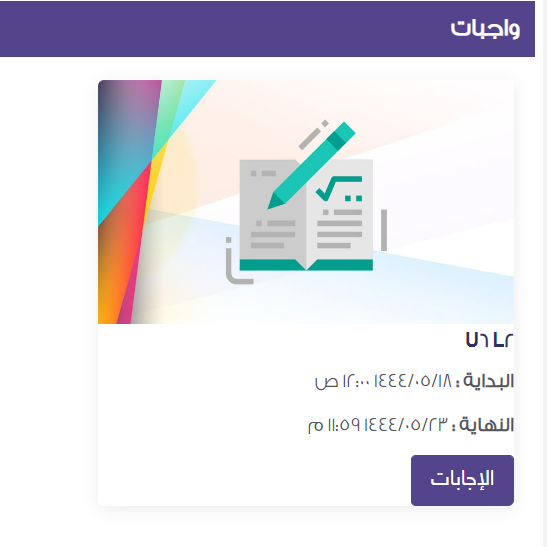 واجبات
U٦ L٢
البداية : ١٤٤٤/٠٥/١٨ ١٢:٠٠ ص
النهاية : ١٤٤٤/٠٥/٢٣ ١١:٥٩ م
الإجابات